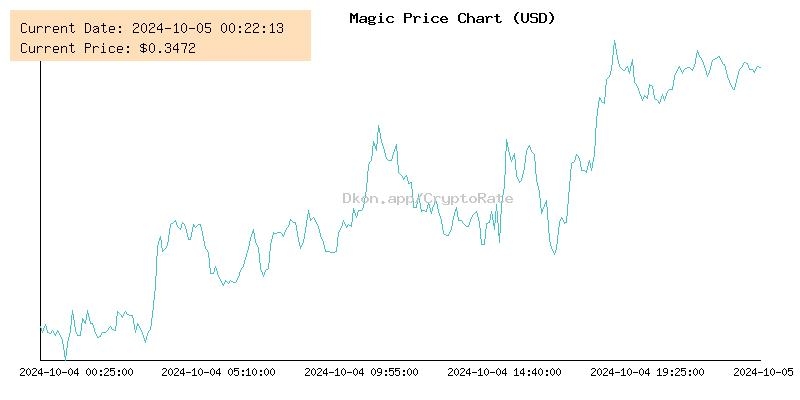 Magic Price Chart (USD)
Current Date: 2024-10-05 00:22:13
Current Price: $0.3472
Dkon.app/CryptoRate
2024-10-04 00:25:00 2024-10-04 05:10:00 2024-10-04 09:55:00 2024-10-04 14:40:00 2024-10-04 19:25:00 2024-10-05